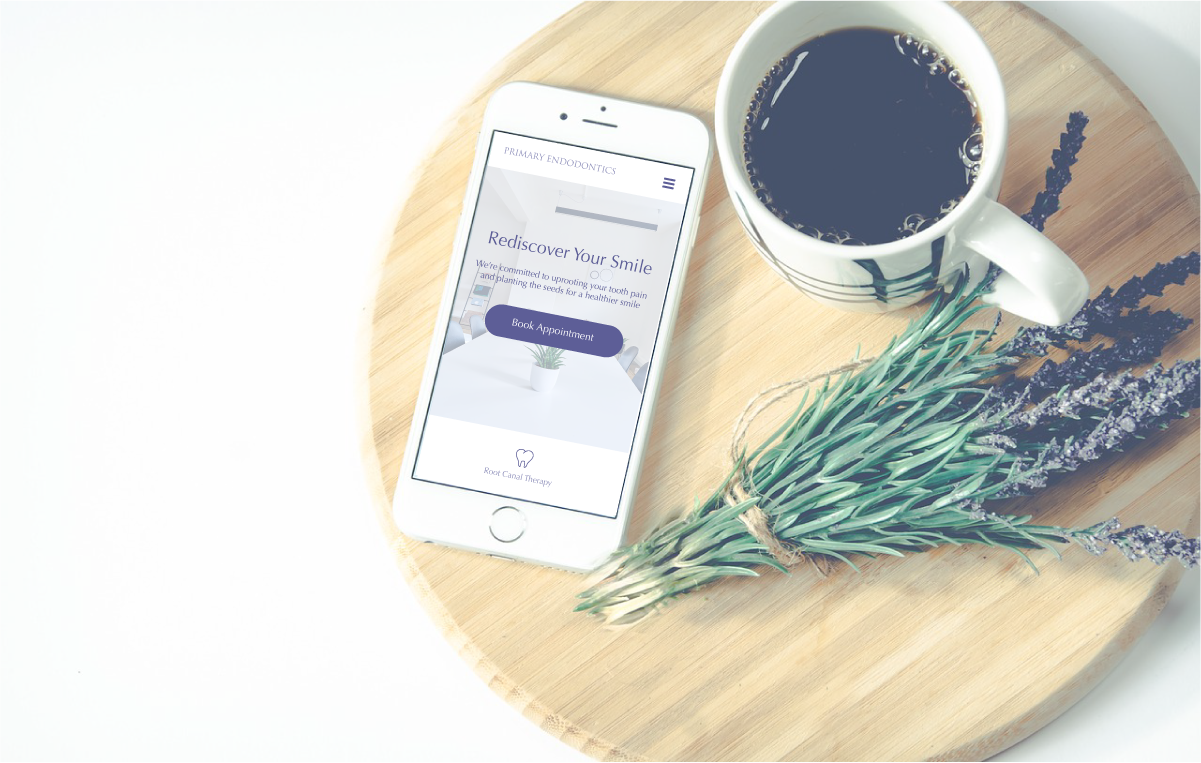 PRIMARY ENDODONTICS
Rediscover Your Smile
We're committed to uprooting your tooth pain
and planting the seeds for a healthier smile
Book Appointment
Root Canal Therapy